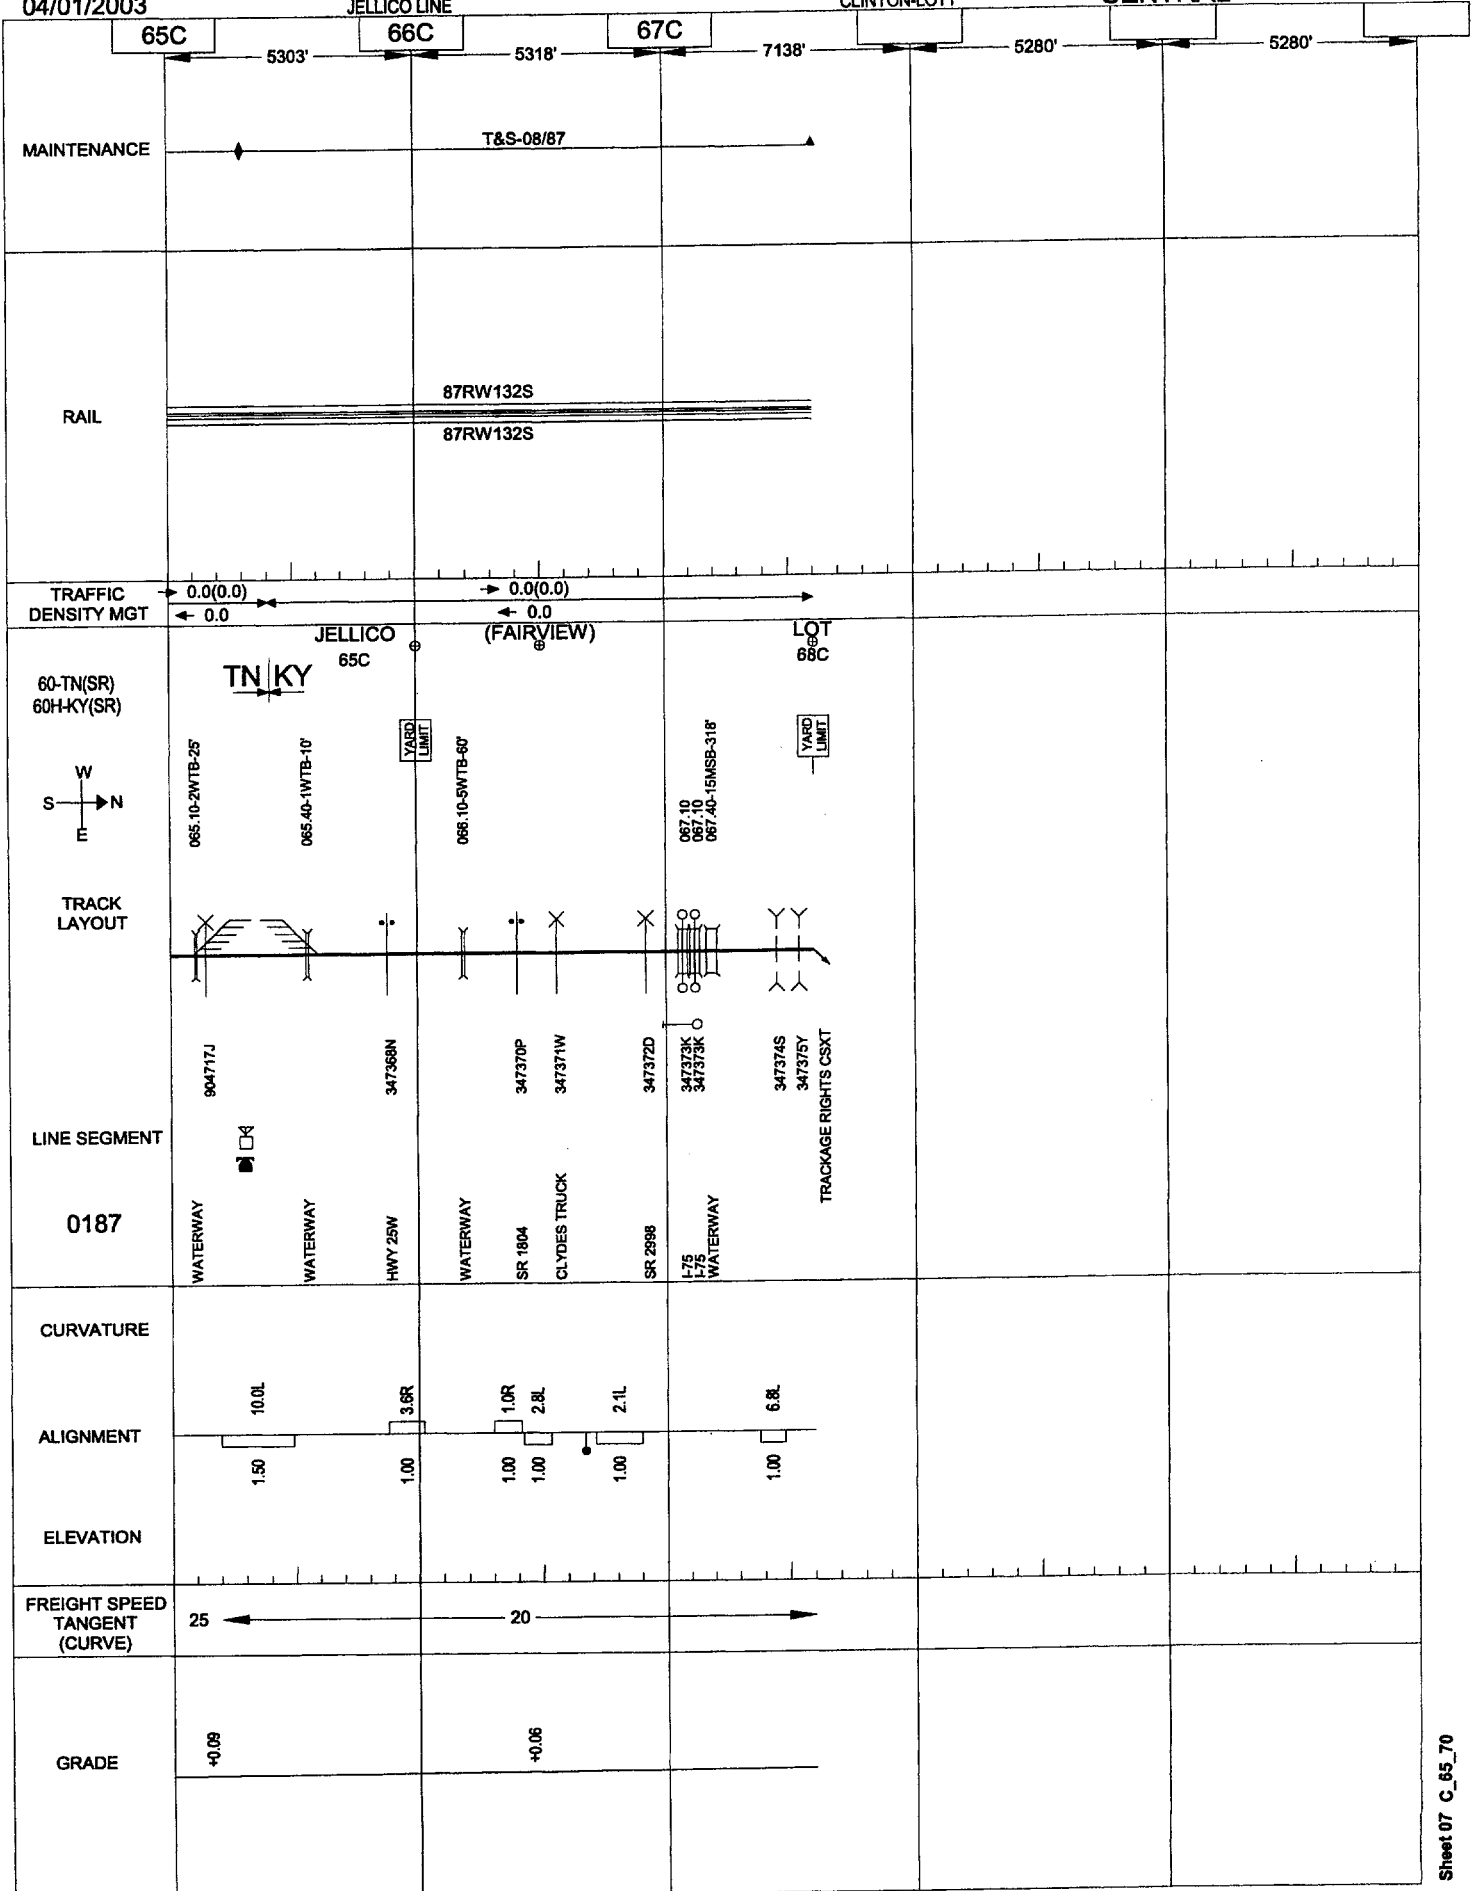 04/01/2003
JELLICO LINE
65C
66C
67C
5303'
5318'
7138'
5280'
5280'
MAINTENANCE
T&S-08/87
RAIL
87RW132S
87RW132S
TRAFFIC
DENSITY MGT
0.0(0.0)
0.0
0.0(0.0)
0.0
JELLICO
65C
(FAIRVIEW)
LOT
68C
TN KY
60-TN(SR)
60H-KY(SR)
YARD
LIMIT
YARD
LIMIT
W
S N
E
065.10-2WTB-25'
065.40-1WTB-10'
066.10-5WTB-60'
067.10
067.10
067.40-15MSB-318'
TRACK
LAYOUT
904717J
347368N
347370P
347371W
347372D
347373K
347373K
347374S
347375Y
TRACKAGE RIGHTS CSXT
LINE SEGMENT
0187
WATERWAY
WATERWAY
HWY 25W
WATERWAY
SR 1804
CLYDES TRUCK
SR 2998
I-75
I-75
WATERWAY
CURVATURE
10.0L
3.6R
1.0R
2.8L
2.1L
6.8L
ALIGNMENT
1.50
1.00
1.00
1.00
1.00
1.00
ELEVATION
FREIGHT SPEED
TANGENT
(CURVE)
25
20
GRADE
+0.09
+0.06
Sheet 07 C_65_70